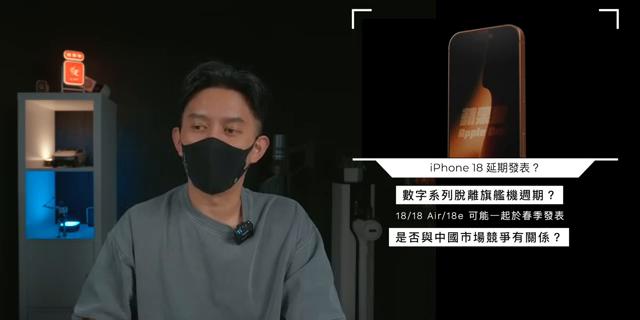 iPhone 18 延期發表？
數字系列脫離旗艦機週期？
18/18 Air/18e 可能一起於春季發表
是否與中國市場競爭有關係？